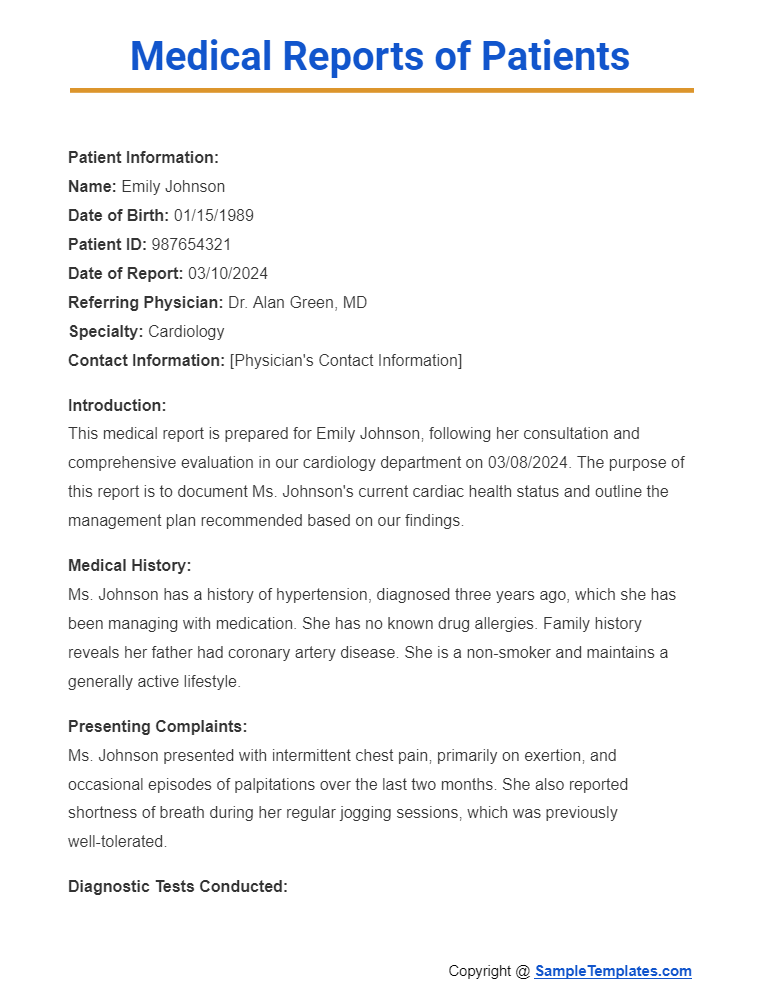 Medical Reports of Patients
Patient Information:
Name: Emily Johnson
Date of Birth: 01/15/1989
Patient ID: 987654321
Date of Report: 03/10/2024
Referring Physician: Dr. Alan Green, MD
Specialty: Cardiology
Contact Information: [Physician's Contact Information]
Introduction:
This medical report is prepared for Emily Johnson, following her consultation and
comprehensive evaluation in our cardiology department on 03/08/2024. The purpose of
this report is to document Ms. Johnson's current cardiac health status and outline the
management plan recommended based on our findings.
Medical History:
Ms. Johnson has a history of hypertension, diagnosed three years ago, which she has
been managing with medication. She has no known drug allergies. Family history
reveals her father had coronary artery disease. She is a non-smoker and maintains a
generally active lifestyle.
Presenting Complaints:
Ms. Johnson presented with intermittent chest pain, primarily on exertion, and
occasional episodes of palpitations over the last two months. She also reported
shortness of breath during her regular jogging sessions, which was previously
well-tolerated.
Diagnostic Tests Conducted:
Copyright @ SampleTemplates.com